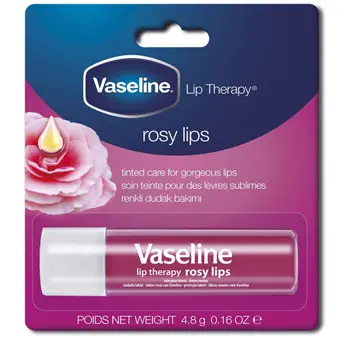 Vaseline. Lip Therapy®
rosy lips
tinted care for gorgeous lips
soin teinte pour des lèvres sublimes
renkli dudak bakımı
Vaseline
lip therapy rosy lips
POIDS NET WEIGHT 4.8 g 0.16 OZ ℮